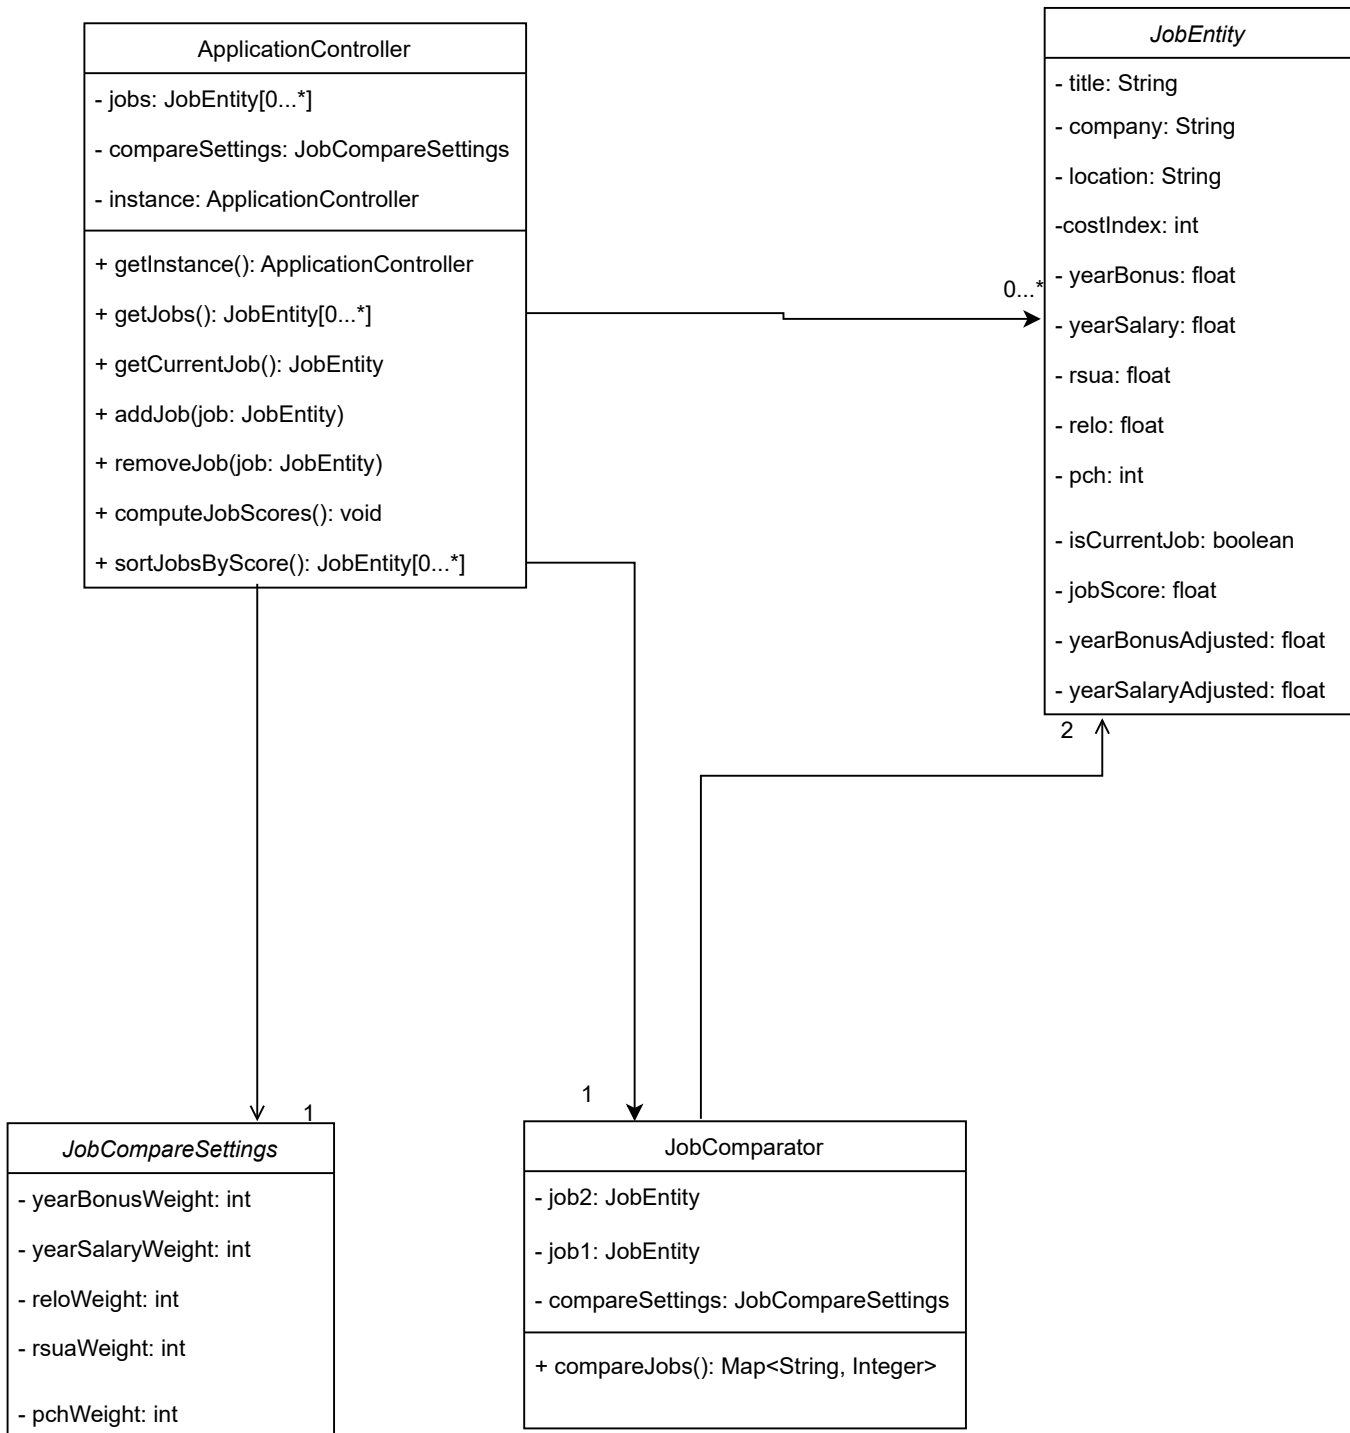 ApplicationController
- jobs: JobEntity[0...*]
- compareSettings: JobCompareSettings
- instance: ApplicationController
+ getInstance(): ApplicationController
+ getJobs(): JobEntity[0...*]
+ getCurrentJob(): JobEntity
+ addJob(job: JobEntity)
+ removeJob(job: JobEntity)
+ computeJobScores(): void
+ sortJobsByScore(): JobEntity[0...*]
JobEntity
- title: String
- company: String
- location: String
-costIndex: int
- yearBonus: float
- yearSalary: float
- rsua: float
- relo: float
- pch: int
- isCurrentJob: boolean
- jobScore: float
- yearBonusAdjusted: float
- yearSalaryAdjusted: float
0...*
2
1
1
JobCompareSettings
- yearBonusWeight: int
- yearSalaryWeight: int
- reloWeight: int
- rsuaWeight: int
- pchWeight: int
JobComparator
- job2: JobEntity
- job1: JobEntity
- compareSettings: JobCompareSettings
+ compareJobs(): Map<String, Integer>